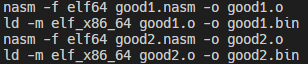 nasm -f elf64 good1.nasm -o good1.o
ld -m elf_x86_64 good1.o -o good1.bin
nasm -f elf64 good2.nasm -o good2.o
ld -m elf_x86_64 good2.o -o good2.bin